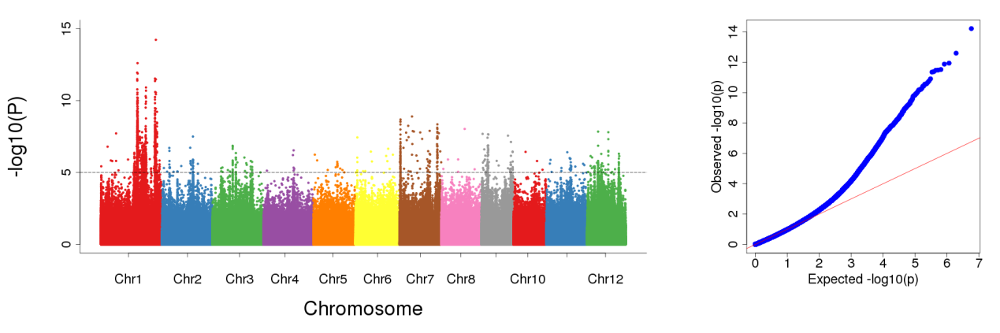 -log10(P)
15
10
5
0
Chr1 Chr2 Chr3 Chr4 Chr5 Chr6 Chr7 Chr8 Chr10 Chr12
Chromosome
Observed -log10(p)
14
12
10
8
6
4
2
0
0 1 2 3 4 5 6 7
Expected -log10(p)